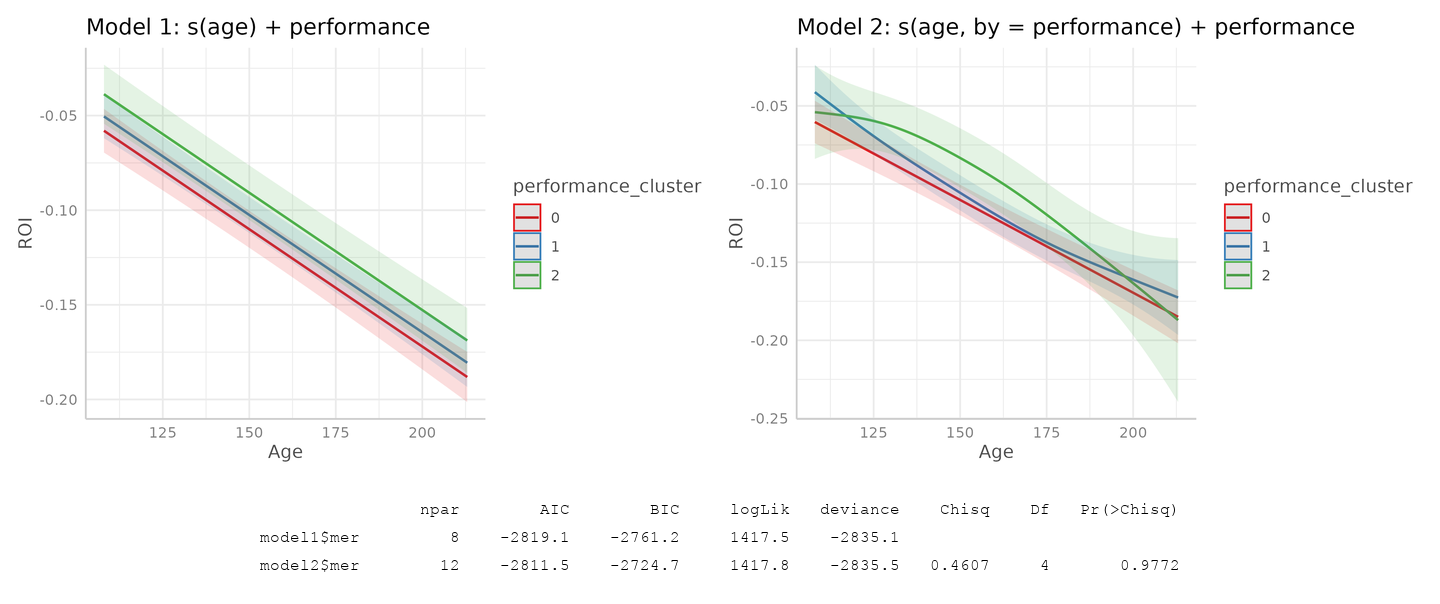 Model 1: s(age) + performance
-0.05
-0.10
-0.15
-0.20
ROI
125 150 175 200
Age
performance_cluster
0
1
2
Model 2: s(age, by = performance) + performance
-0.05
-0.10
-0.15
-0.20
-0.25
ROI
125 150 175 200
Age
performance_cluster
0
1
2
npar AIC BIC logLik deviance Chisq Df Pr(>Chisq)
model1$mer 8 -2819.1 -2761.2 1417.5 -2835.1
model2$mer 12 -2811.5 -2724.7 1417.8 -2835.5 0.4607 4 0.9772